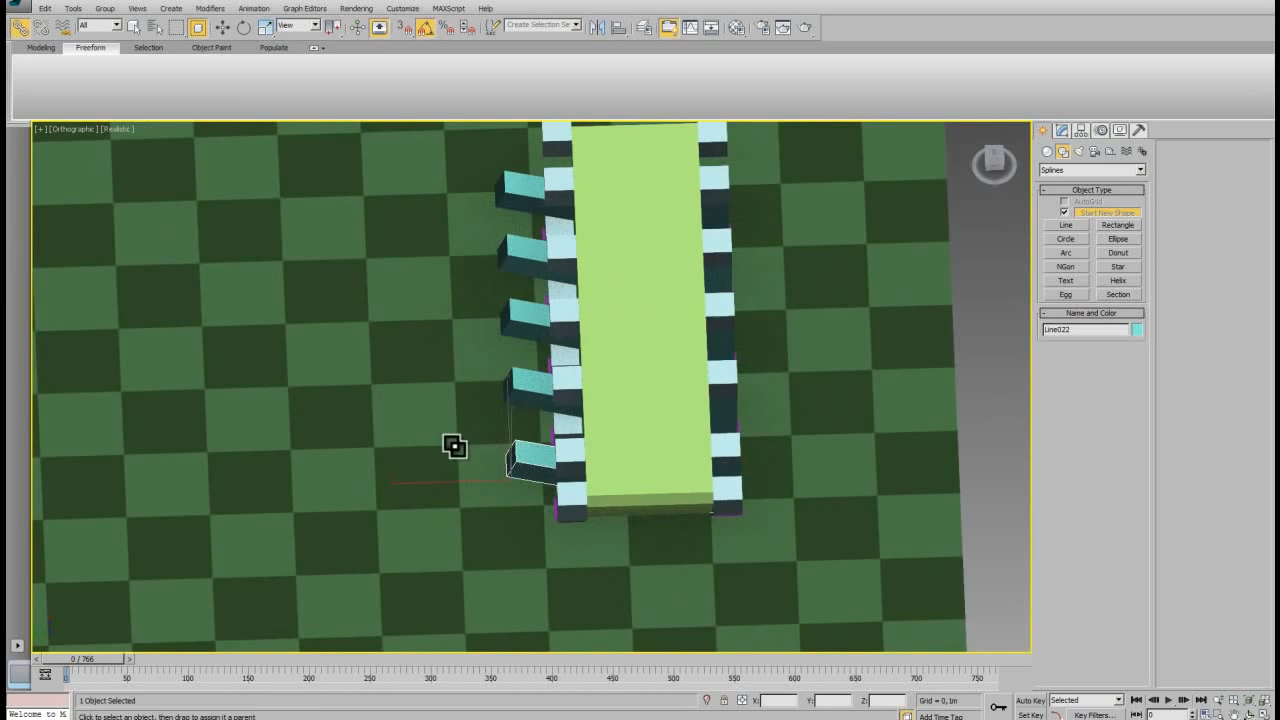 Edit Tools Group Views Create Modifiers Animation Graph Editors Rendering Customize MAXScript Help
All View Create Selection Se
Modeling Freeform Selection Object Paint Populate
[+] [Orthographic] [Realistic]
Splines
- Object Type
AutoGrid
Start New Shape
Line Rectangle
Circle Ellipse
Arc Donut
NGon Star
Text Helix
Egg Section
- Name and Color
Line022
< 0 / 766 >
0 50 100 150 200 250 300 350 400 450 500 550 600 650 700 750
1 Object Selected X: Y: Z: Grid = 0,1m Auto Key Selected
Welcome to M Click to select an object, then drag to assign it a parent Add Time Tag Set Key Key Filters... 0